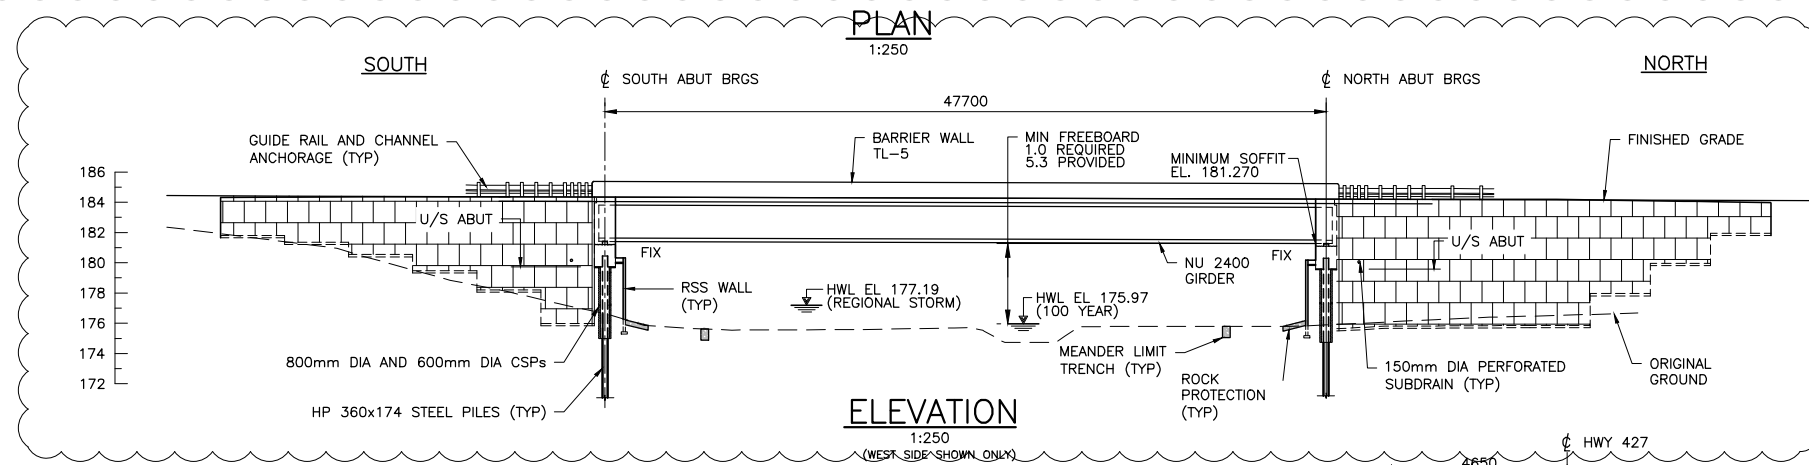 PLAN
1:250
SOUTH
NORTH
℄ SOUTH ABUT BRGS
℄ NORTH ABUT BRGS
47700
GUIDE RAIL AND CHANNEL
ANCHORAGE (TYP)
BARRIER WALL
TL-5
MIN FREEBOARD
1.0 REQUIRED
5.3 PROVIDED
MINIMUM SOFFIT
EL. 181.270
FINISHED GRADE
186
184
182
180
178
176
174
172
U/S ABUT
U/S ABUT
FIX
FIX
RSS WALL
(TYP)
HWL EL 177.19
(REGIONAL STORM)
HWL EL 175.97
(100 YEAR)
NU 2400
GIRDER
800mm DIA AND 600mm DIA CSPs
HP 360x174 STEEL PILES (TYP)
MEANDER LIMIT
TRENCH (TYP)
ROCK
PROTECTION
(TYP)
150mm DIA PERFORATED
SUBDRAIN (TYP)
ORIGINAL
GROUND
ELEVATION
1:250
(WEST SIDE SHOWN ONLY)
℄ HWY 427
4650